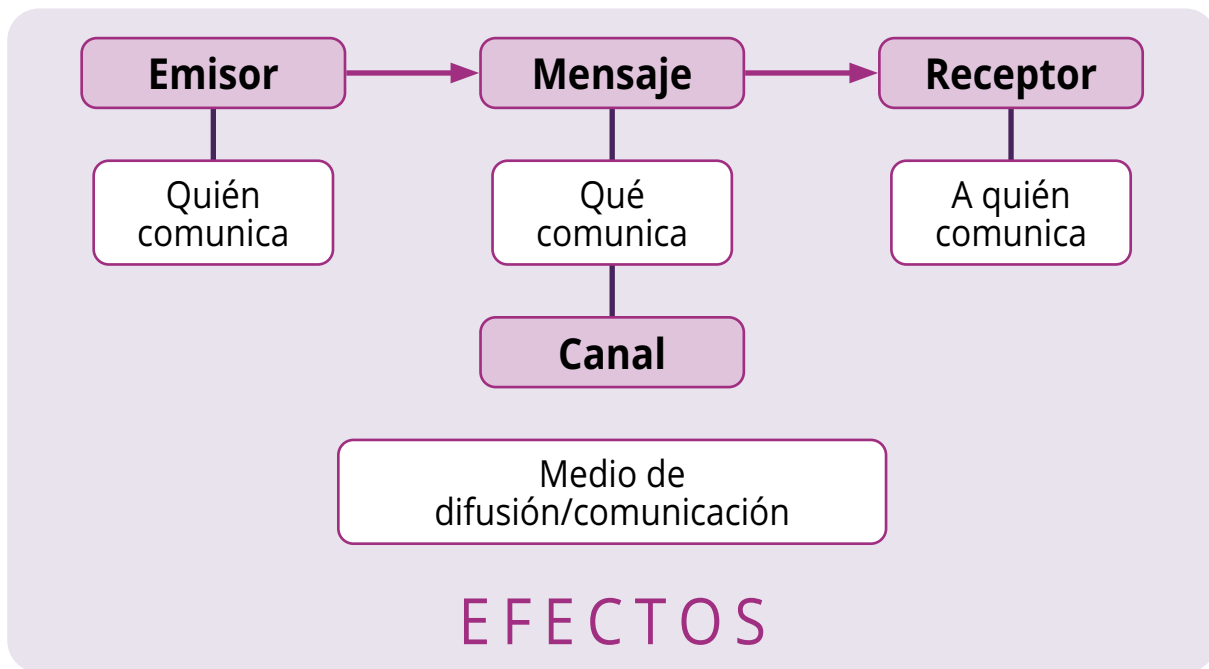 Emisor
Mensaje
Receptor
Quién
comunica
Qué
comunica
A quién
comunica
Canal
Medio de
difusión/comunicación
EFECTOS